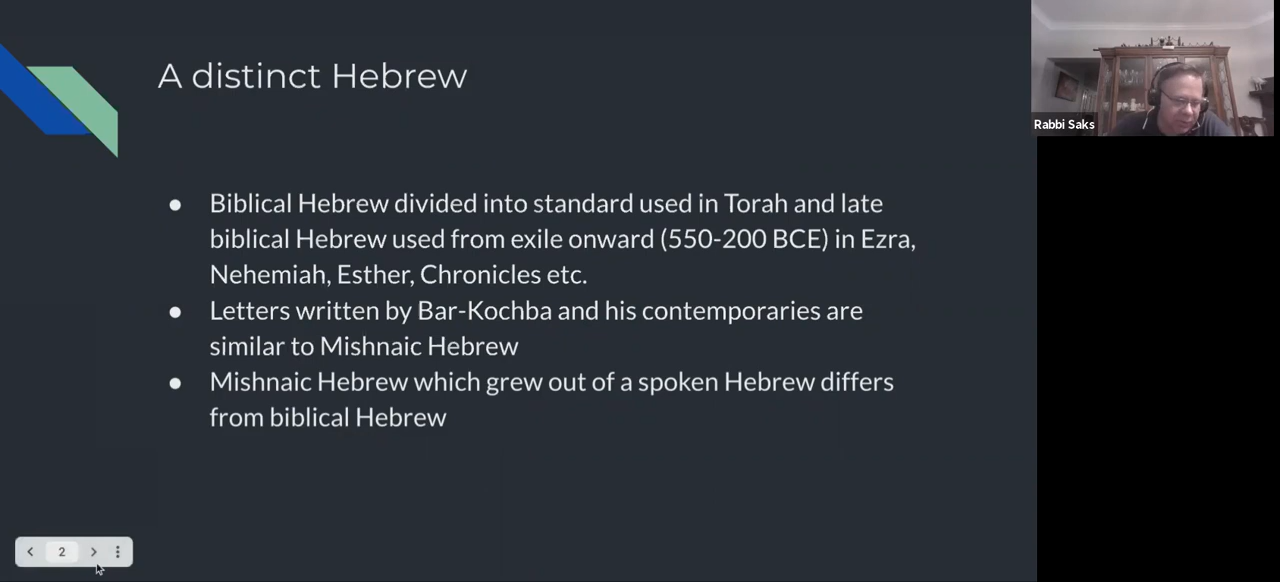 A distinct Hebrew
● Biblical Hebrew divided into standard used in Torah and late
biblical Hebrew used from exile onward (550-200 BCE) in Ezra,
Nehemiah, Esther, Chronicles etc.
● Letters written by Bar-Kochba and his contemporaries are
similar to Mishnaic Hebrew
● Mishnaic Hebrew which grew out of a spoken Hebrew differs
from biblical Hebrew
Rabbi Saks
2